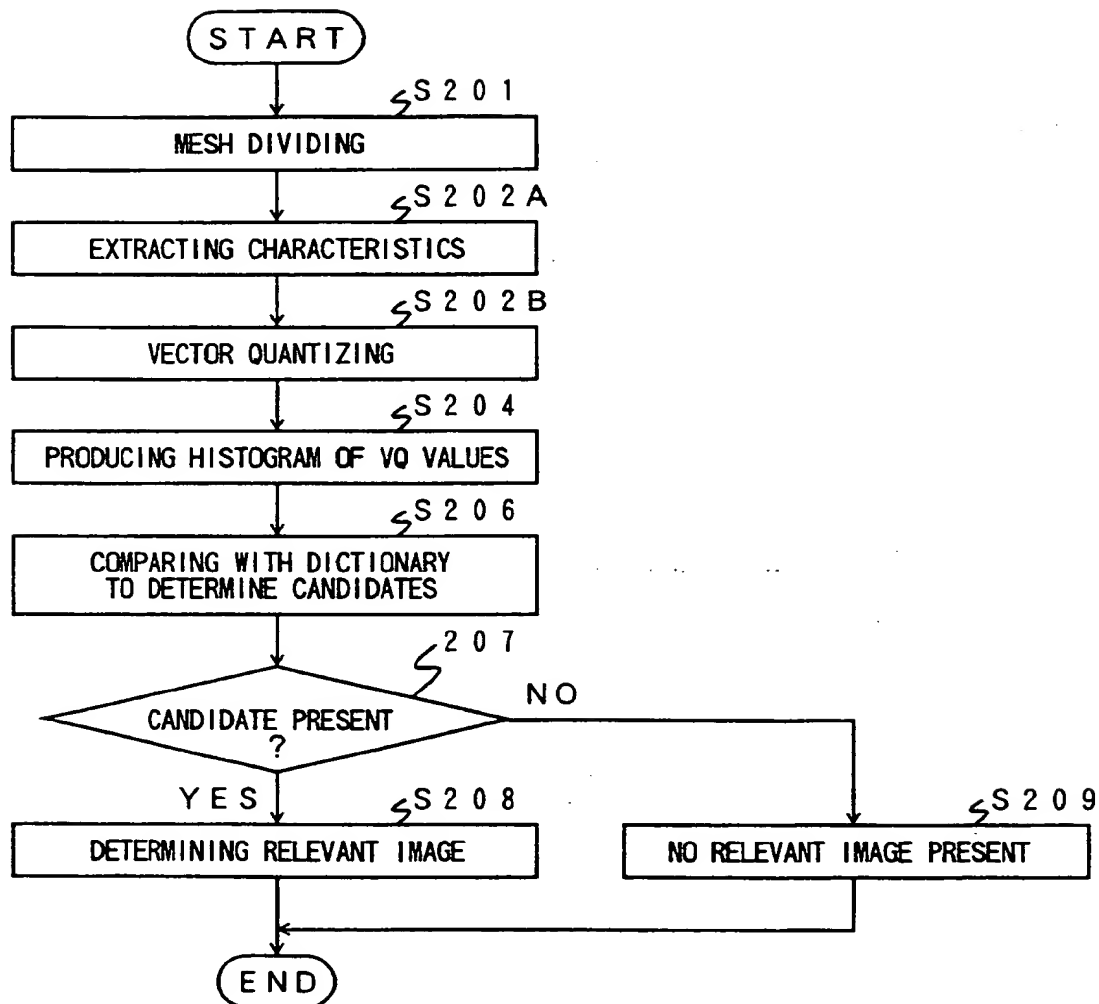 START
S201
MESH DIVIDING
S202A
EXTRACTING CHARACTERISTICS
S202B
VECTOR QUANTIZING
S204
PRODUCING HISTOGRAM OF VQ VALUES
S206
COMPARING WITH DICTIONARY
TO DETERMINE CANDIDATES
207
CANDIDATE PRESENT
?
NO
YES
S208
DETERMINING RELEVANT IMAGE
S209
NO RELEVANT IMAGE PRESENT
END